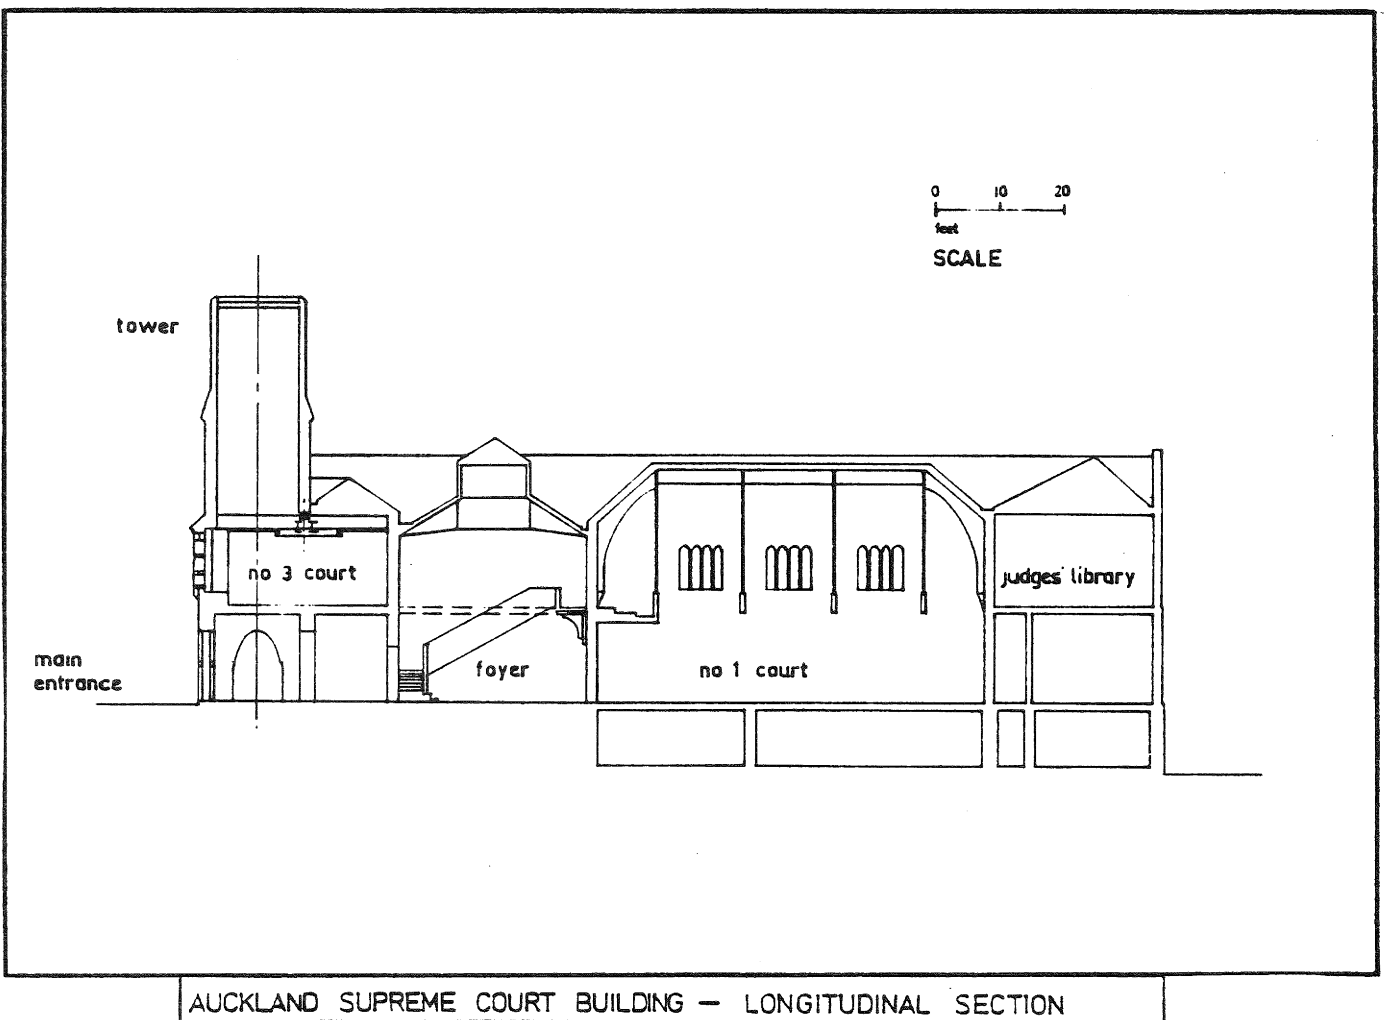 0 10 20
feet
SCALE
tower
no 3 court
judges' library
main
entrance
foyer
no 1 court
AUCKLAND SUPREME COURT BUILDING — LONGITUDINAL SECTION